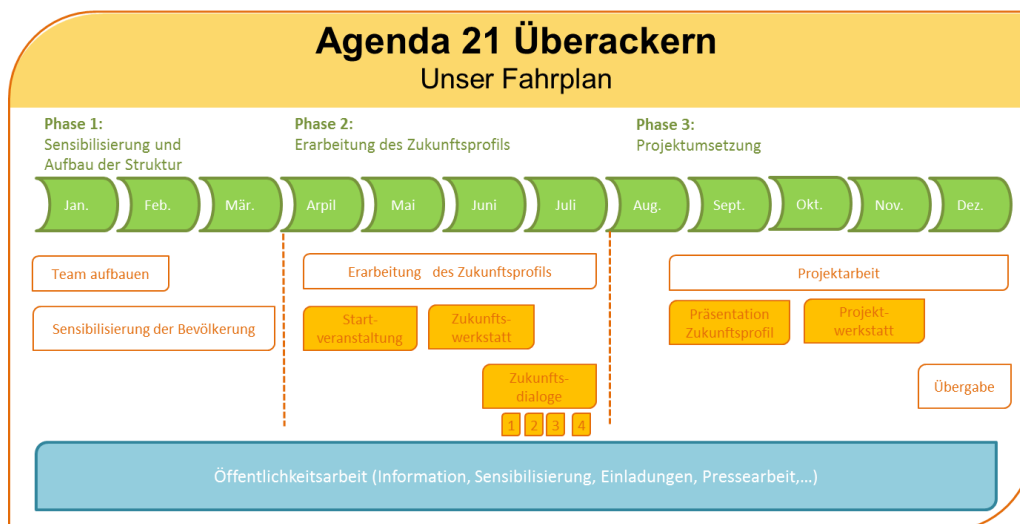 Agenda 21 Überackern
Unser Fahrplan
Phase 1:
Sensibilisierung und
Aufbau der Struktur
Phase 2:
Erarbeitung des Zukunftsprofils
Phase 3:
Projektumsetzung
Jan.
Feb.
Mär.
Arpil
Mai
Juni
Juli
Aug.
Sept.
Okt.
Nov.
Dez.
Team aufbauen
Erarbeitung des Zukunftsprofils
Projektarbeit
Sensibilisierung der Bevölkerung
Start-
veranstaltung
Zukunfts-
werkstatt
Präsentation
Zukunftsprofil
Projekt-
werkstatt
Zukunfts-
dialoge
1
2
3
4
Übergabe
Öffentlichkeitsarbeit (Information, Sensibilisierung, Einladungen, Pressearbeit,...)